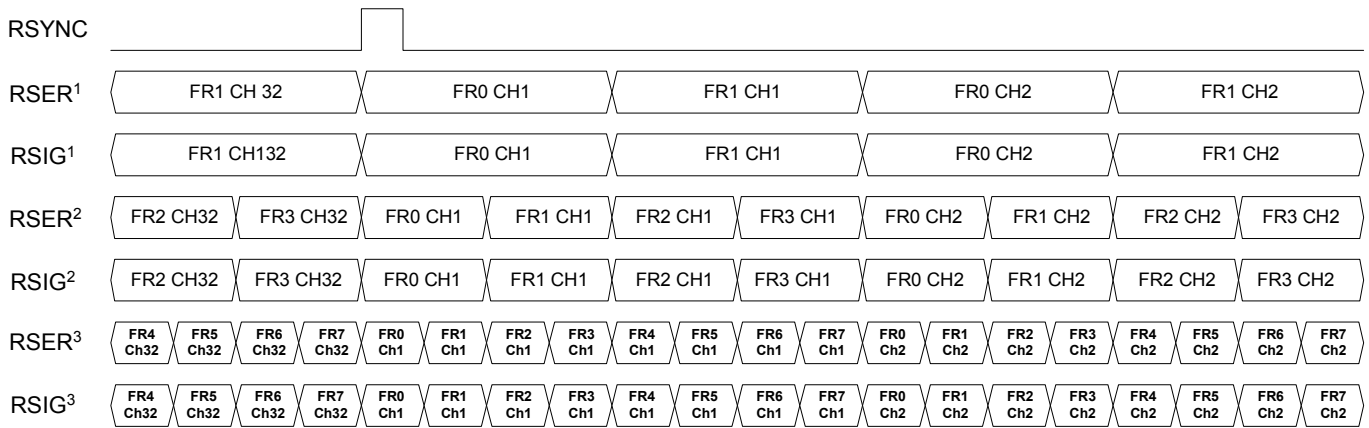 RSYNC
RSER¹ FR1 CH 32 FR0 CH1 FR1 CH1 FR0 CH2 FR1 CH2
RSIG¹ FR1 CH132 FR0 CH1 FR1 CH1 FR0 CH2 FR1 CH2
RSER² FR2 CH32 FR3 CH32 FR0 CH1 FR1 CH1 FR2 CH1 FR3 CH1 FR0 CH2 FR1 CH2 FR2 CH2 FR3 CH2
RSIG² FR2 CH32 FR3 CH32 FR0 CH1 FR1 CH1 FR2 CH1 FR3 CH1 FR0 CH2 FR1 CH2 FR2 CH2 FR3 CH2
RSER³ FR4 Ch32 FR5 Ch32 FR6 Ch32 FR7 Ch32 FR0 Ch1 FR1 Ch1 FR2 Ch1 FR3 Ch1 FR4 Ch1 FR5 Ch1 FR6 Ch1 FR7 Ch1 FR0 Ch2 FR1 Ch2 FR2 Ch2 FR3 Ch2 FR4 Ch2 FR5 Ch2 FR6 Ch2 FR7 Ch2
RSIG³ FR4 Ch32 FR5 Ch32 FR6 Ch32 FR7 Ch32 FR0 Ch1 FR1 Ch1 FR2 Ch1 FR3 Ch1 FR4 Ch1 FR5 Ch1 FR6 Ch1 FR7 Ch1 FR0 Ch2 FR1 Ch2 FR2 Ch2 FR3 Ch2 FR4 Ch2 FR5 Ch2 FR6 Ch2 FR7 Ch2